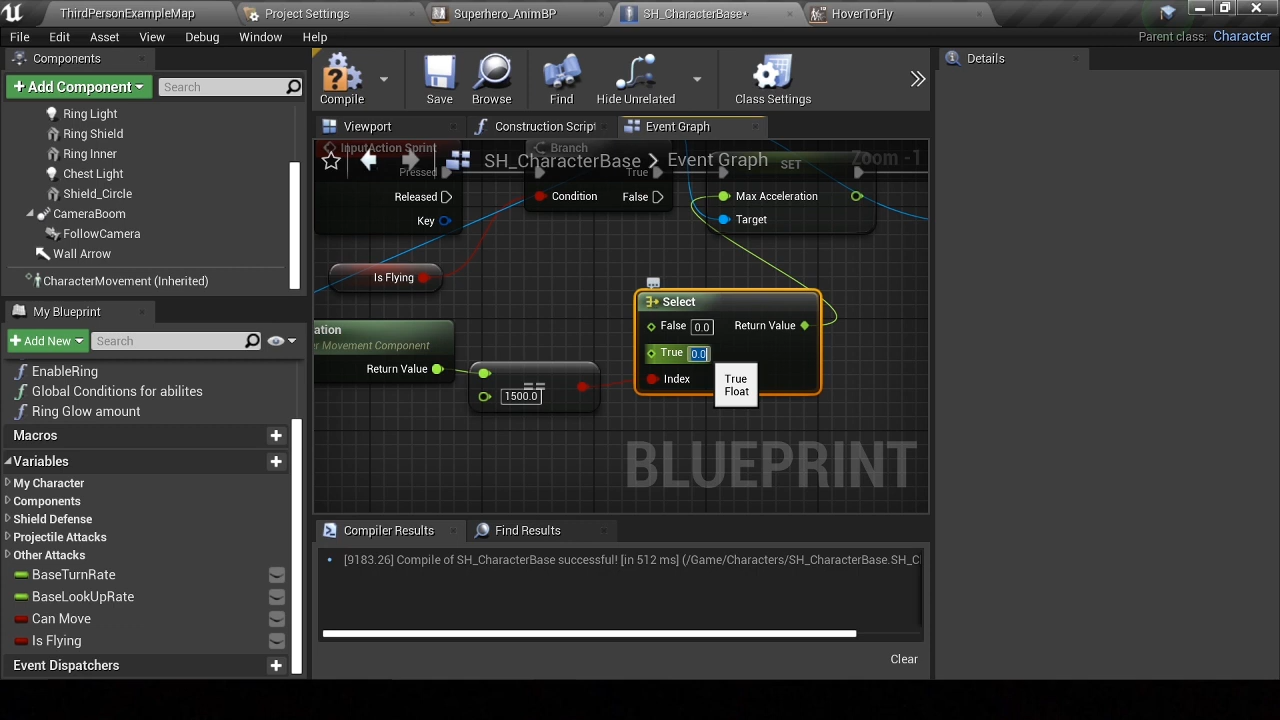 ThirdPersonExampleMap
Project Settings
Superhero_AnimBP
SH_CharacterBase*
HoverToFly
File Edit Asset View Debug Window Help
Parent class: Character
Components
+ Add Component
Search
Ring Light
Ring Shield
Ring Inner
Chest Light
Shield_Circle
CameraBoom
FollowCamera
Wall Arrow
CharacterMovement (Inherited)
My Blueprint
+ Add New
Search
EnableRing
Global Conditions for abilites
Ring Glow amount
Macros
Variables
My Character
Components
Shield Defense
Projectile Attacks
Other Attacks
BaseTurnRate
BaseLookUpRate
Can Move
Is Flying
Event Dispatchers
Compile
Save
Browse
Find
Hide Unrelated
Class Settings
Viewport
Construction Script
Event Graph
SH_CharacterBase > Event Graph
Zoom -1
InputAction Sprint
Pressed
Released
Key
Branch
True
Condition
False
SET
Max Acceleration
Target
Is Flying
ation
er Movement Component
Return Value
==
1500.0
Select
False 0.0
Return Value
True 0.0
Index
True
Float
BLUEPRINT
Compiler Results
Find Results
[9183.26] Compile of SH_CharacterBase successful! [in 512 ms] (/Game/Characters/SH_CharacterBase.SH_C
Clear
Details